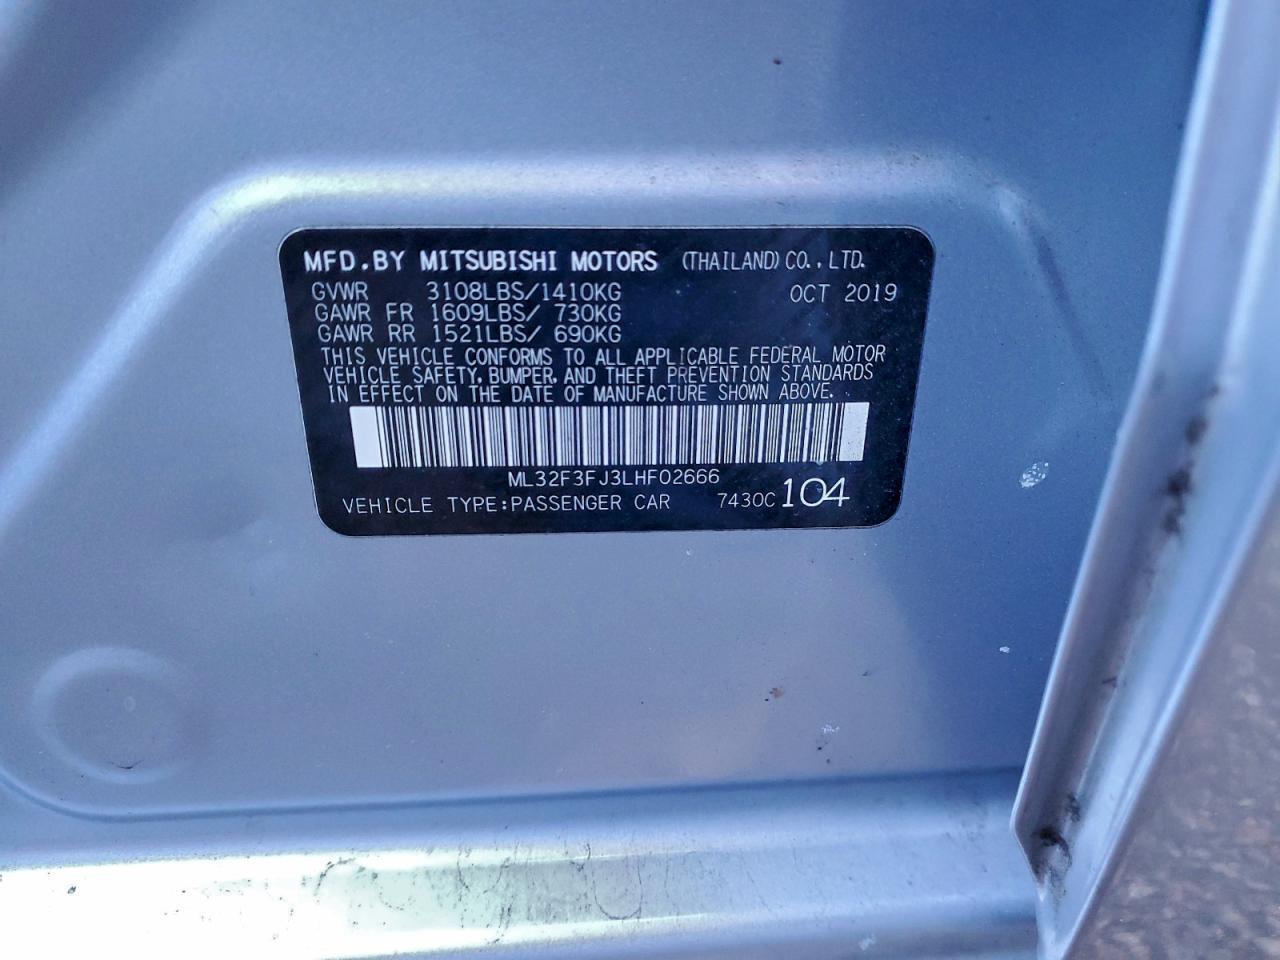 MFD.BY MITSUBISHI MOTORS (THAILAND) CO., LTD.
GVWR 3108LBS/1410KG OCT 2019
GAWR FR 1609LBS/ 730KG
GAWR RR 1521LBS/ 690KG
THIS VEHICLE CONFORMS TO ALL APPLICABLE FEDERAL MOTOR
VEHICLE SAFETY, BUMPER, AND THEFT PREVENTION STANDARDS
IN EFFECT ON THE DATE OF MANUFACTURE SHOWN ABOVE.
ML32F3FJ3LHF02666
VEHICLE TYPE:PASSENGER CAR 7430C 104